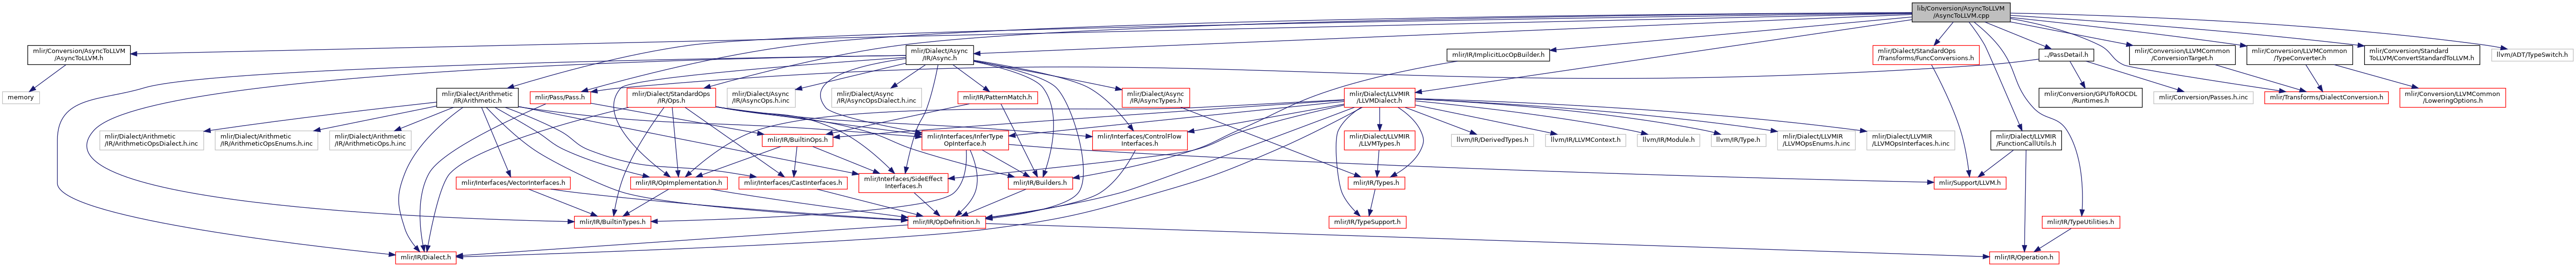 lib/Conversion/AsyncToLLVM
/AsyncToLLVM.cpp
mlir/Conversion/AsyncToLLVM
/AsyncToLLVM.h
mlir/Dialect/Async
/IR/Async.h
mlir/IR/ImplicitLocOpBuilder.h
mlir/Dialect/StandardOps
/Transforms/FuncConversions.h
../PassDetail.h
mlir/Conversion/LLVMCommon
/ConversionTarget.h
mlir/Conversion/LLVMCommon
/TypeConverter.h
mlir/Conversion/Standard
ToLLVM/ConvertStandardToLLVM.h
llvm/ADT/TypeSwitch.h
memory
mlir/Dialect/Arithmetic
/IR/Arithmetic.h
mlir/Pass/Pass.h
mlir/Dialect/StandardOps
/IR/Ops.h
mlir/Dialect/Async
/IR/AsyncOps.h.inc
mlir/Dialect/Async
/IR/AsyncOpsDialect.h.inc
mlir/IR/PatternMatch.h
mlir/Dialect/Async
/IR/AsyncTypes.h
mlir/Dialect/LLVMIR
/LLVMDialect.h
mlir/Conversion/GPUToROCDL
/Runtimes.h
mlir/Conversion/Passes.h.inc
mlir/Transforms/DialectConversion.h
mlir/Conversion/LLVMCommon
/LoweringOptions.h
mlir/Dialect/Arithmetic
/IR/ArithmeticOpsDialect.h.inc
mlir/Dialect/Arithmetic
/IR/ArithmeticOpsEnums.h.inc
mlir/Dialect/Arithmetic
/IR/ArithmeticOps.h.inc
mlir/IR/BuiltinOps.h
mlir/Interfaces/InferType
OpInterface.h
mlir/Interfaces/ControlFlow
Interfaces.h
mlir/Dialect/LLVMIR
/LLVMTypes.h
llvm/IR/DerivedTypes.h
llvm/IR/LLVMContext.h
llvm/IR/Module.h
llvm/IR/Type.h
mlir/Dialect/LLVMIR
/LLVMOpsEnums.h.inc
mlir/Dialect/LLVMIR
/LLVMOpsInterfaces.h.inc
mlir/Dialect/LLVMIR
/FunctionCallUtils.h
mlir/Interfaces/VectorInterfaces.h
mlir/IR/OpImplementation.h
mlir/Interfaces/CastInterfaces.h
mlir/Interfaces/SideEffect
Interfaces.h
mlir/IR/Builders.h
mlir/IR/Types.h
mlir/Support/LLVM.h
mlir/IR/BuiltinTypes.h
mlir/IR/OpDefinition.h
mlir/IR/TypeSupport.h
mlir/IR/TypeUtilities.h
mlir/IR/Dialect.h
mlir/IR/Operation.h